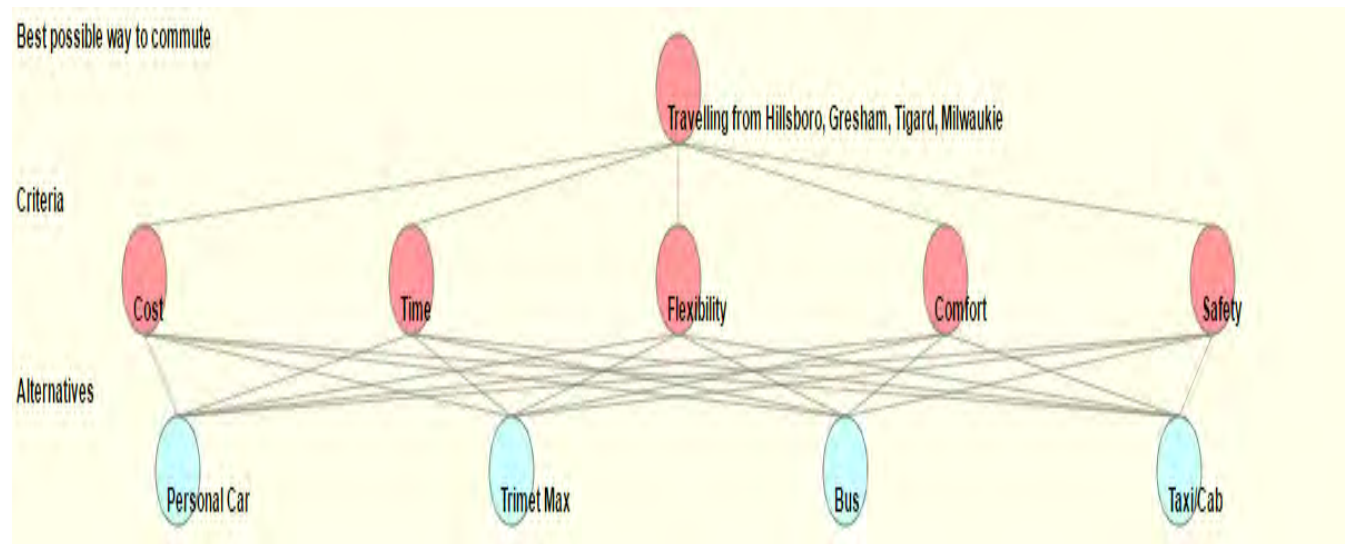 Best possible way to commute
Travelling from Hillsboro, Gresham, Tigard, Milwaukie
Criteria
Cost
Time
Flexibility
Comfort
Safety
Alternatives
Personal Car
Trimet Max
Bus
Taxi/Cab